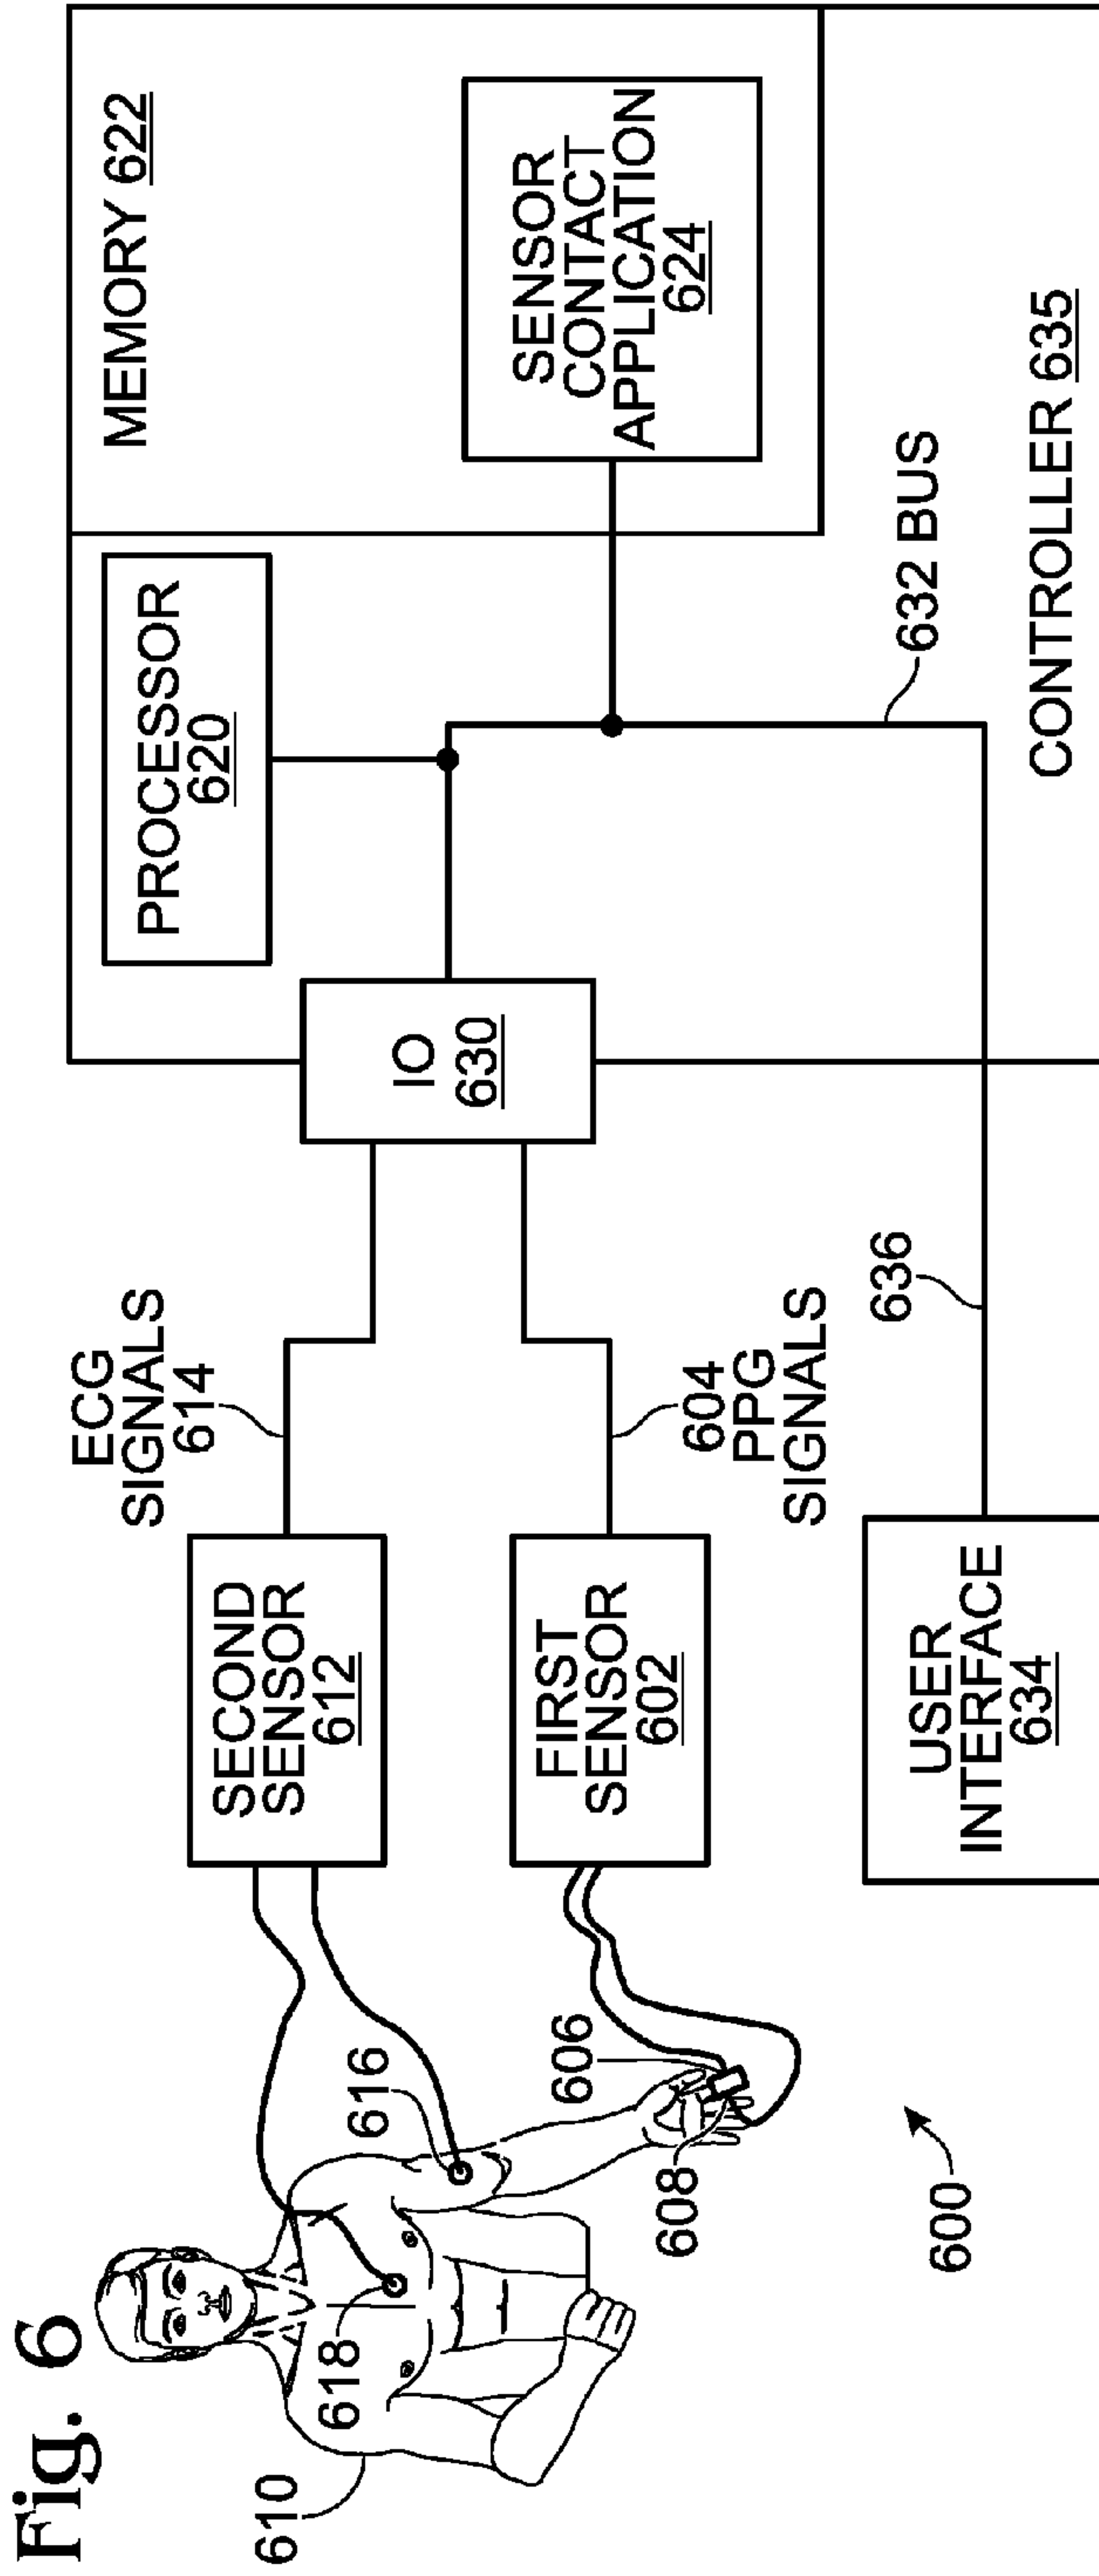 Fig. 6
610
618
616
608
606
600
SECOND
SENSOR
612
FIRST
SENSOR
602
USER
INTERFACE
634
ECG
SIGNALS
614
604
PPG
SIGNALS
636
IO
630
PROCESSOR
620
MEMORY 622
SENSOR
CONTACT
APPLICATION
624
632 BUS
CONTROLLER 635